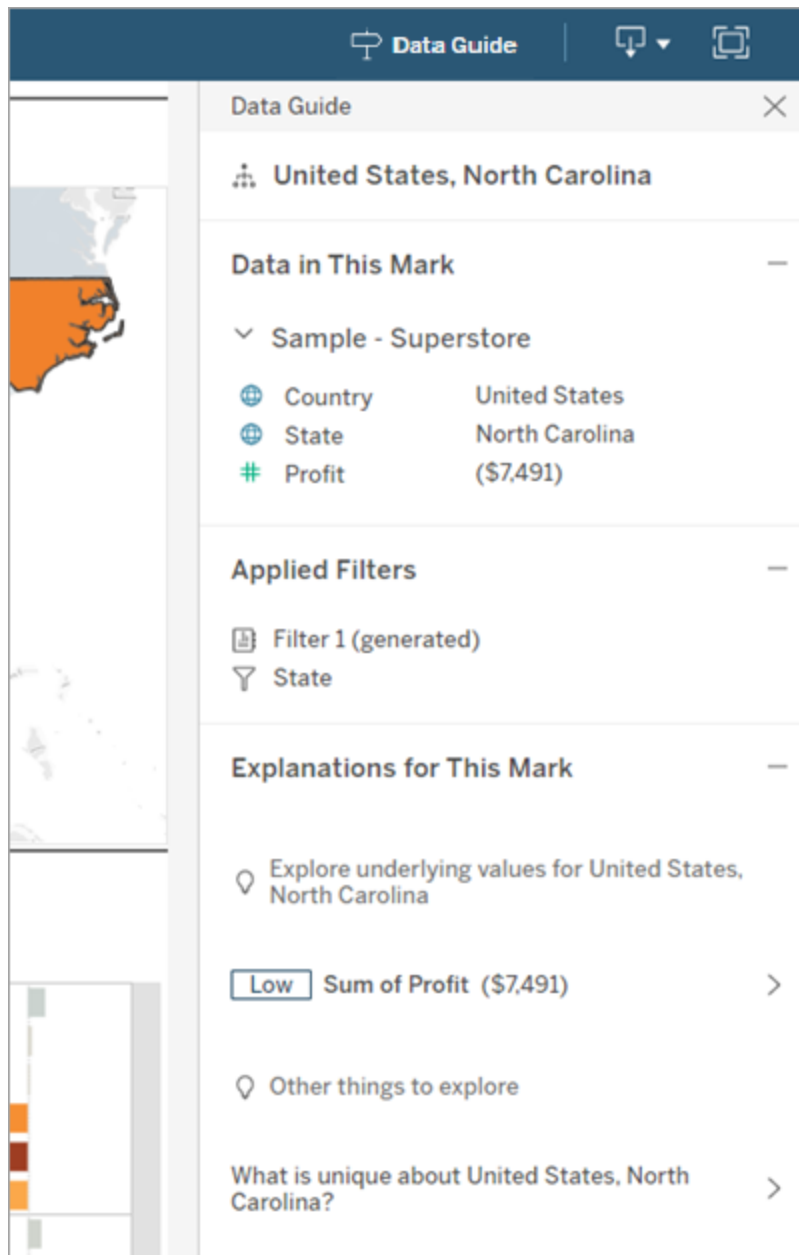 Data Guide
Data Guide
United States, North Carolina
Data in This Mark
Sample - Superstore
Country United States
State North Carolina
Profit ($7,491)
Applied Filters
Filter 1 (generated)
State
Explanations for This Mark
Explore underlying values for United States,
North Carolina
Low Sum of Profit ($7,491)
Other things to explore
What is unique about United States, North
Carolina?